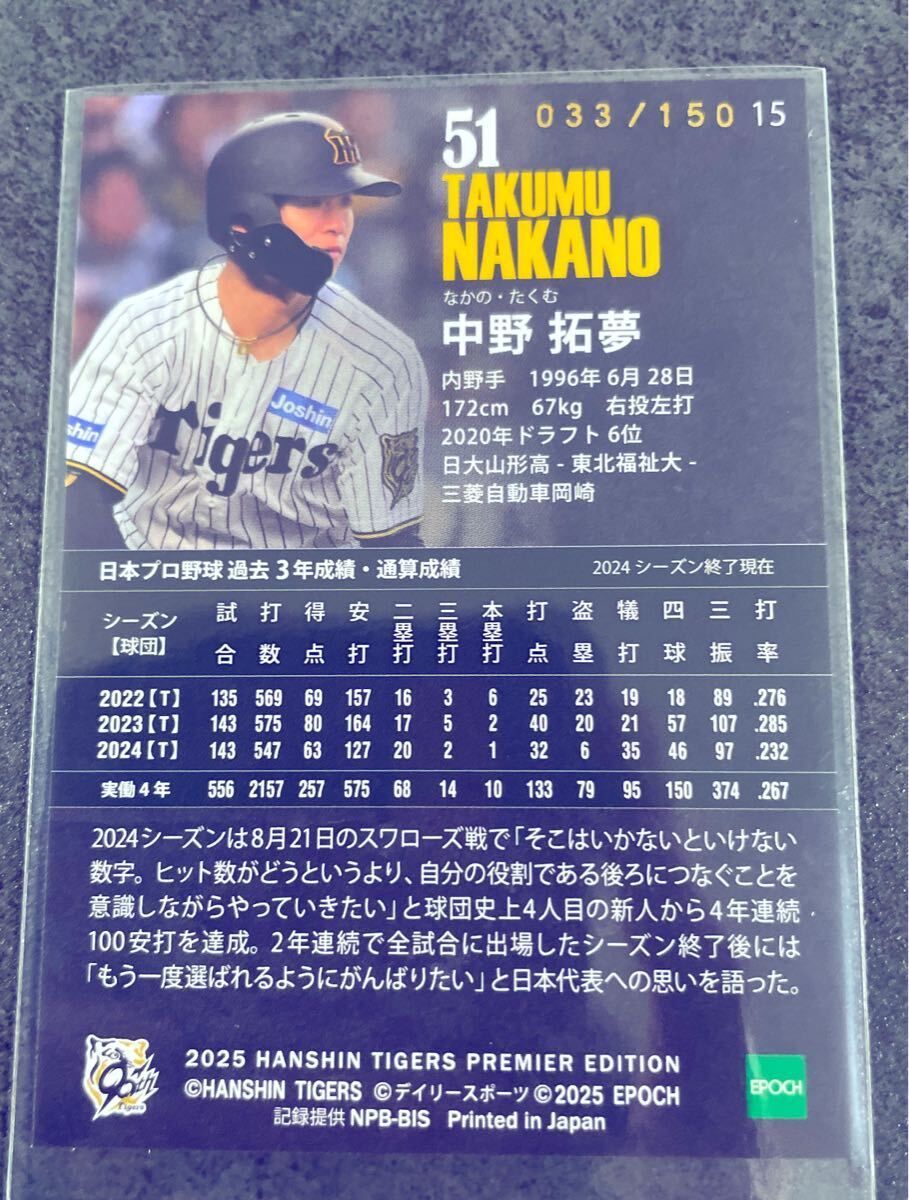 033/150 15
51
TAKUMU
NAKANO
なかの・たくむ
中野 拓夢
内野手 1996年 6月 28日
172cm 67kg 右投左打
2020年ドラフト 6位
日大山形高 - 東北福祉大 -
三菱自動車岡崎
Joshin
shin
Tigers
日本プロ野球 過去 3年成績・通算成績 2024 シーズン終了現在
シーズン【球団】 試合 打数 得点 安打 二塁打 三塁打 本塁打 打点 盗塁 犠打 四球 三振 打率
2022【T】 135 569 69 157 16 3 6 25 23 19 18 89 .276
2023【T】 143 575 80 164 17 5 2 40 20 21 57 107 .285
2024【T】 143 547 63 127 20 2 1 32 6 35 46 97 .232
実働4年 556 2157 257 575 68 14 10 133 79 95 150 374 .267
2024シーズンは8月21日のスワローズ戦で「そこはいかないといけない
数字。ヒット数がどうというより、自分の役割である後ろにつなぐことを
意識しながらやっていきたい」と球団史上4人目の新人から4年連続
100安打を達成。2年連続で全試合に出場したシーズン終了後には
「もう一度選ばれるようにがんばりたい」と日本代表への思いを語った。
90th
Tigers
2025 HANSHIN TIGERS PREMIER EDITION
©HANSHIN TIGERS ©デイリースポーツ ©2025 EPOCH
記録提供 NPB-BIS Printed in Japan
EPOCH